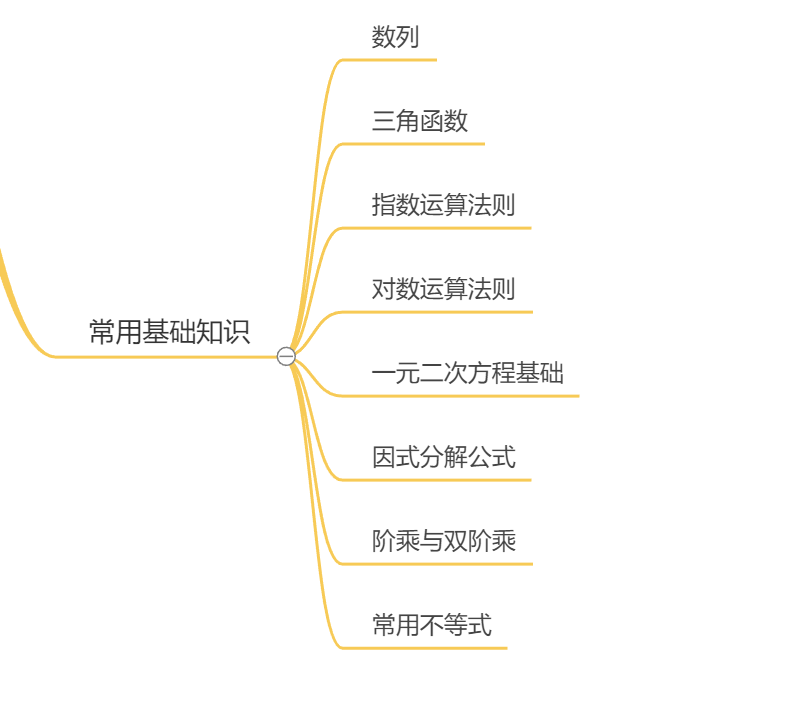 数列
三角函数
指数运算法则
对数运算法则
常用基础知识
一元二次方程基础
因式分解公式
阶乘与双阶乘
常用不等式